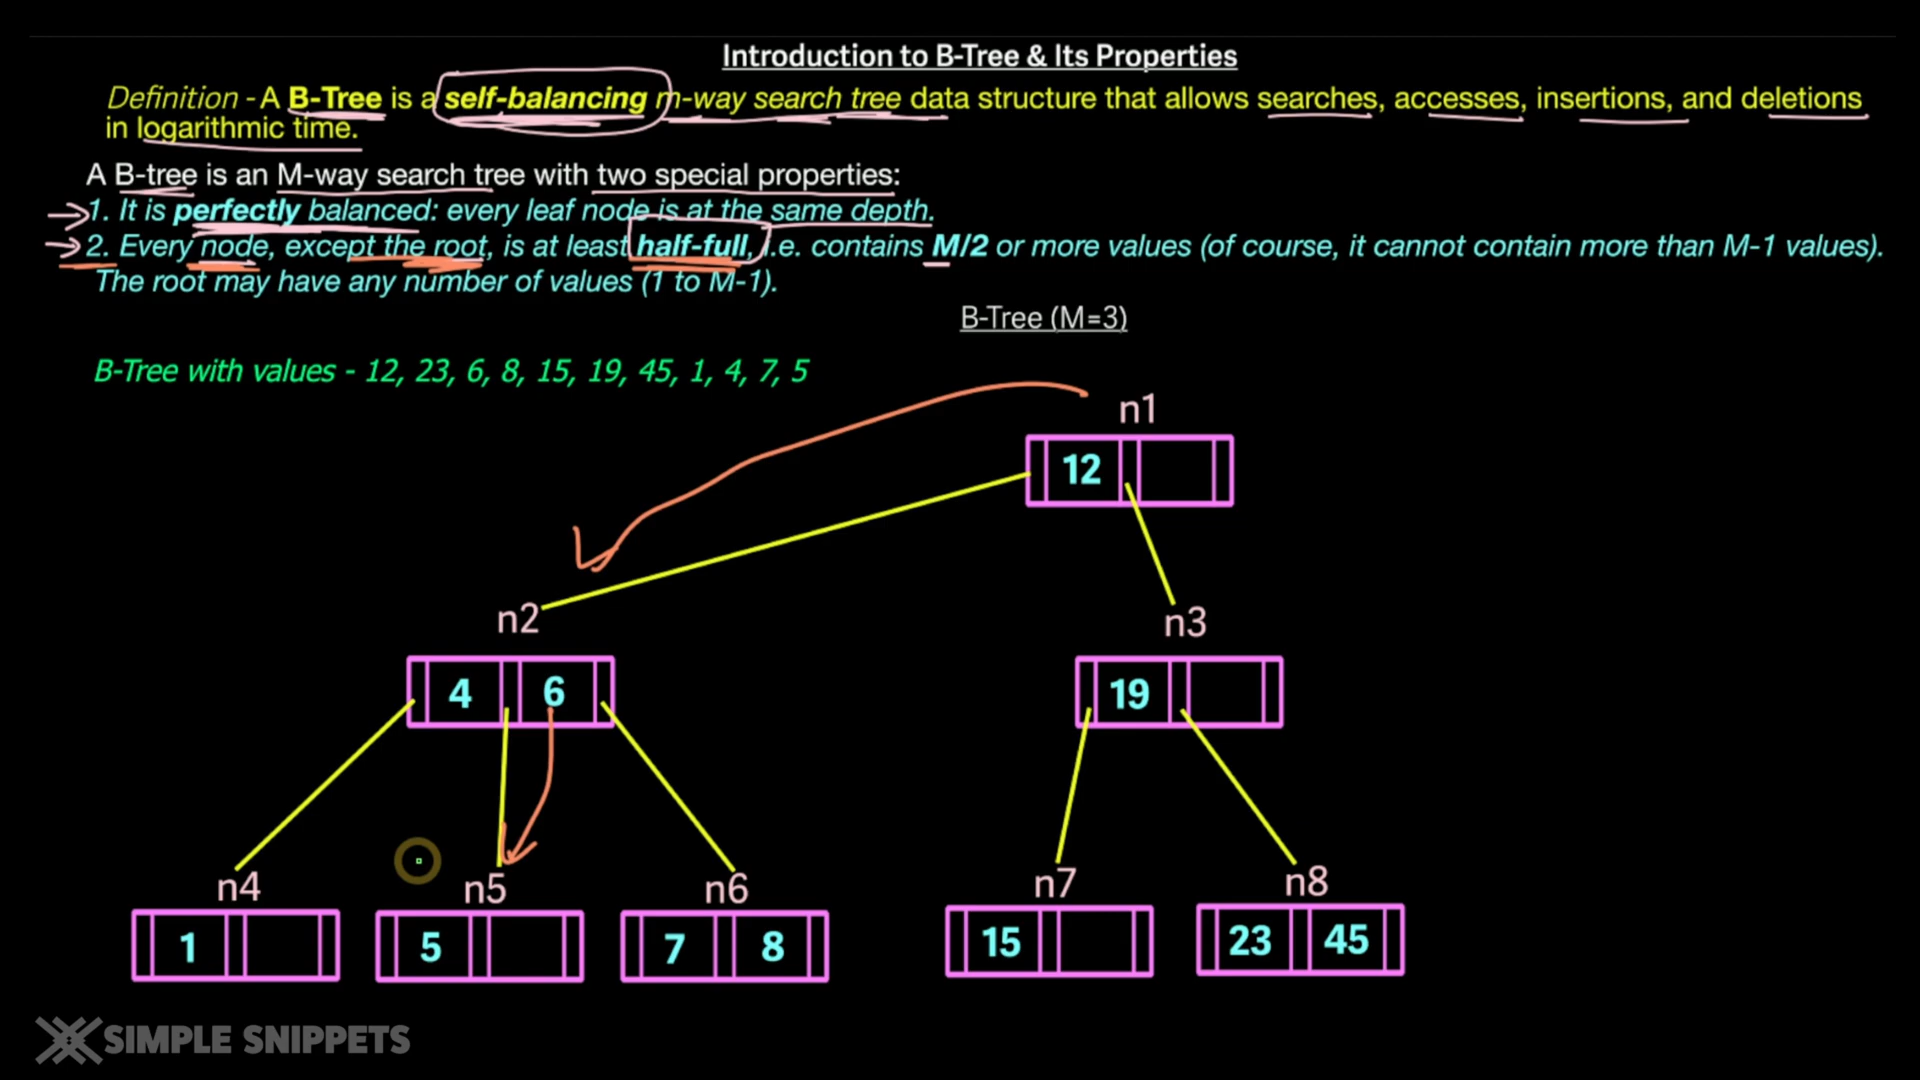 Introduction to B-Tree & Its Properties
Definition - A B-Tree is a self-balancing m-way search tree data structure that allows searches, accesses, insertions, and deletions
in logarithmic time.
A B-tree is an M-way search tree with two special properties:
1. It is perfectly balanced: every leaf node is at the same depth.
2. Every node, except the root, is at least half-full, i.e. contains M/2 or more values (of course, it cannot contain more than M-1 values).
The root may have any number of values (1 to M-1).
B-Tree (M=3)
B-Tree with values - 12, 23, 6, 8, 15, 19, 45, 1, 4, 7, 5
n1
12
n2
n3
4 6
19
n4 n5 n6 n7 n8
1 5 7 8 15 23 45
SIMPLE SNIPPETS